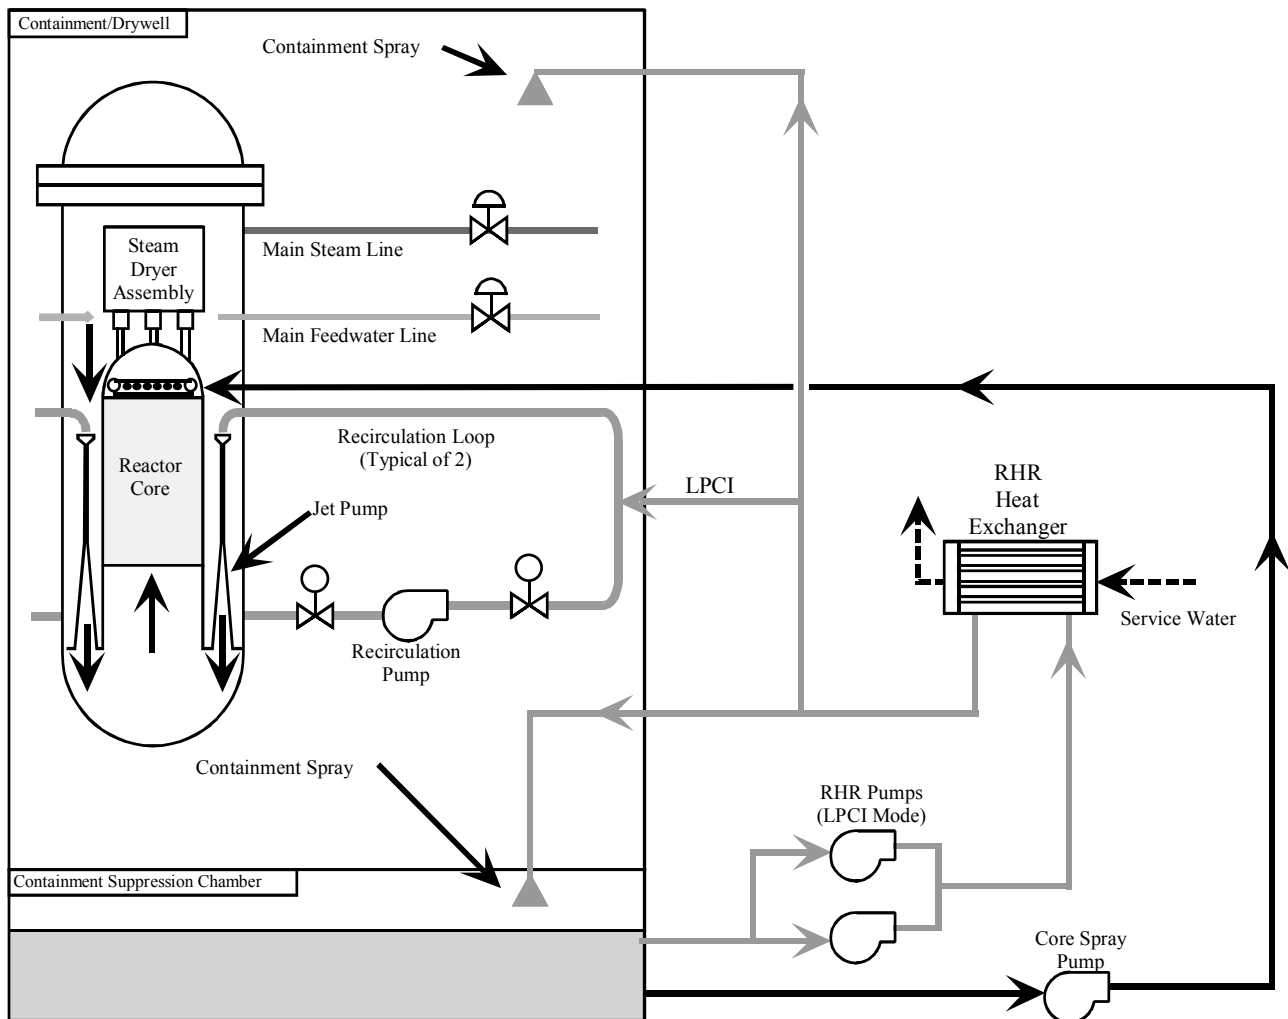 Containment/Drywell
Containment Spray
Steam
Dryer
Assembly
Main Steam Line
Main Feedwater Line
Recirculation Loop
(Typical of 2)
Reactor
Core
LPCI
RHR
Heat
Exchanger
Jet Pump
Service Water
Recirculation
Pump
Containment Spray
RHR Pumps
(LPCI Mode)
Containment Suppression Chamber
Core Spray
Pump